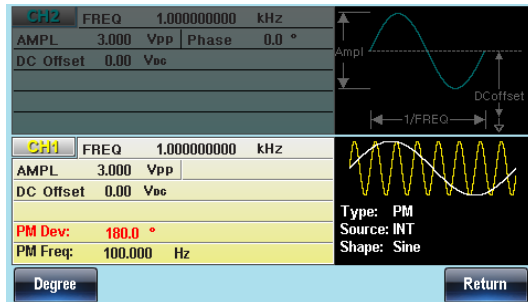 CH2 FREQ 1.000000000 kHz
AMPL 3.000 Vpp Phase 0.0 °
DC Offset 0.00 VDC
Ampl
DCoffset
1/FREQ
CH1 FREQ 1.000000000 kHz
AMPL 3.000 Vpp
DC Offset 0.00 VDC
PM Dev: 180.0 °
PM Freq: 100.000 Hz
Type: PM
Source: INT
Shape: Sine
Degree Return